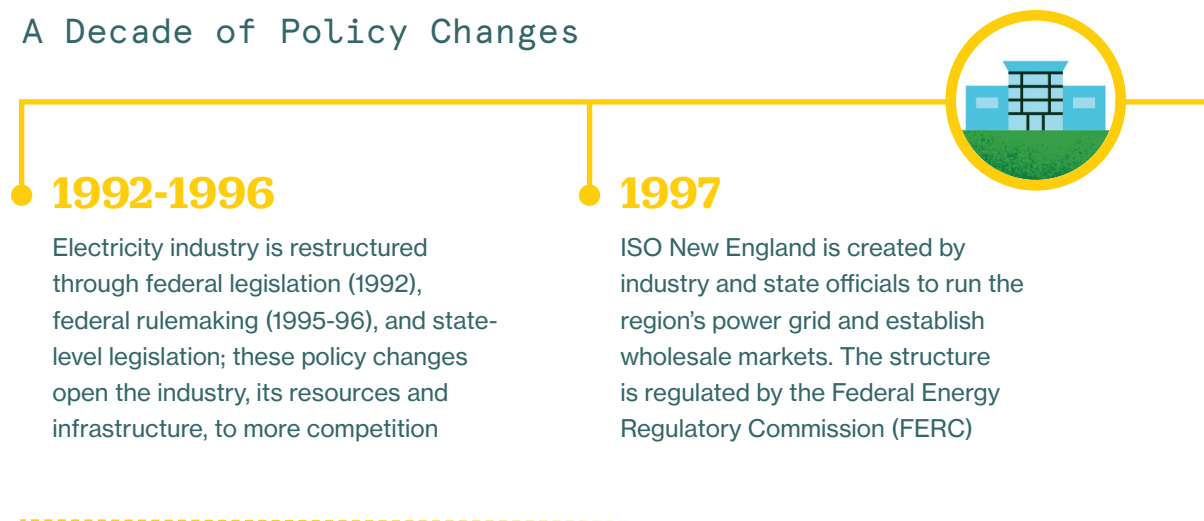 A Decade of Policy Changes
1992-1996
Electricity industry is restructured
through federal legislation (1992),
federal rulemaking (1995-96), and state-
level legislation; these policy changes
open the industry, its resources and
infrastructure, to more competition
1997
ISO New England is created by
industry and state officials to run the
region’s power grid and establish
wholesale markets. The structure
is regulated by the Federal Energy
Regulatory Commission (FERC)